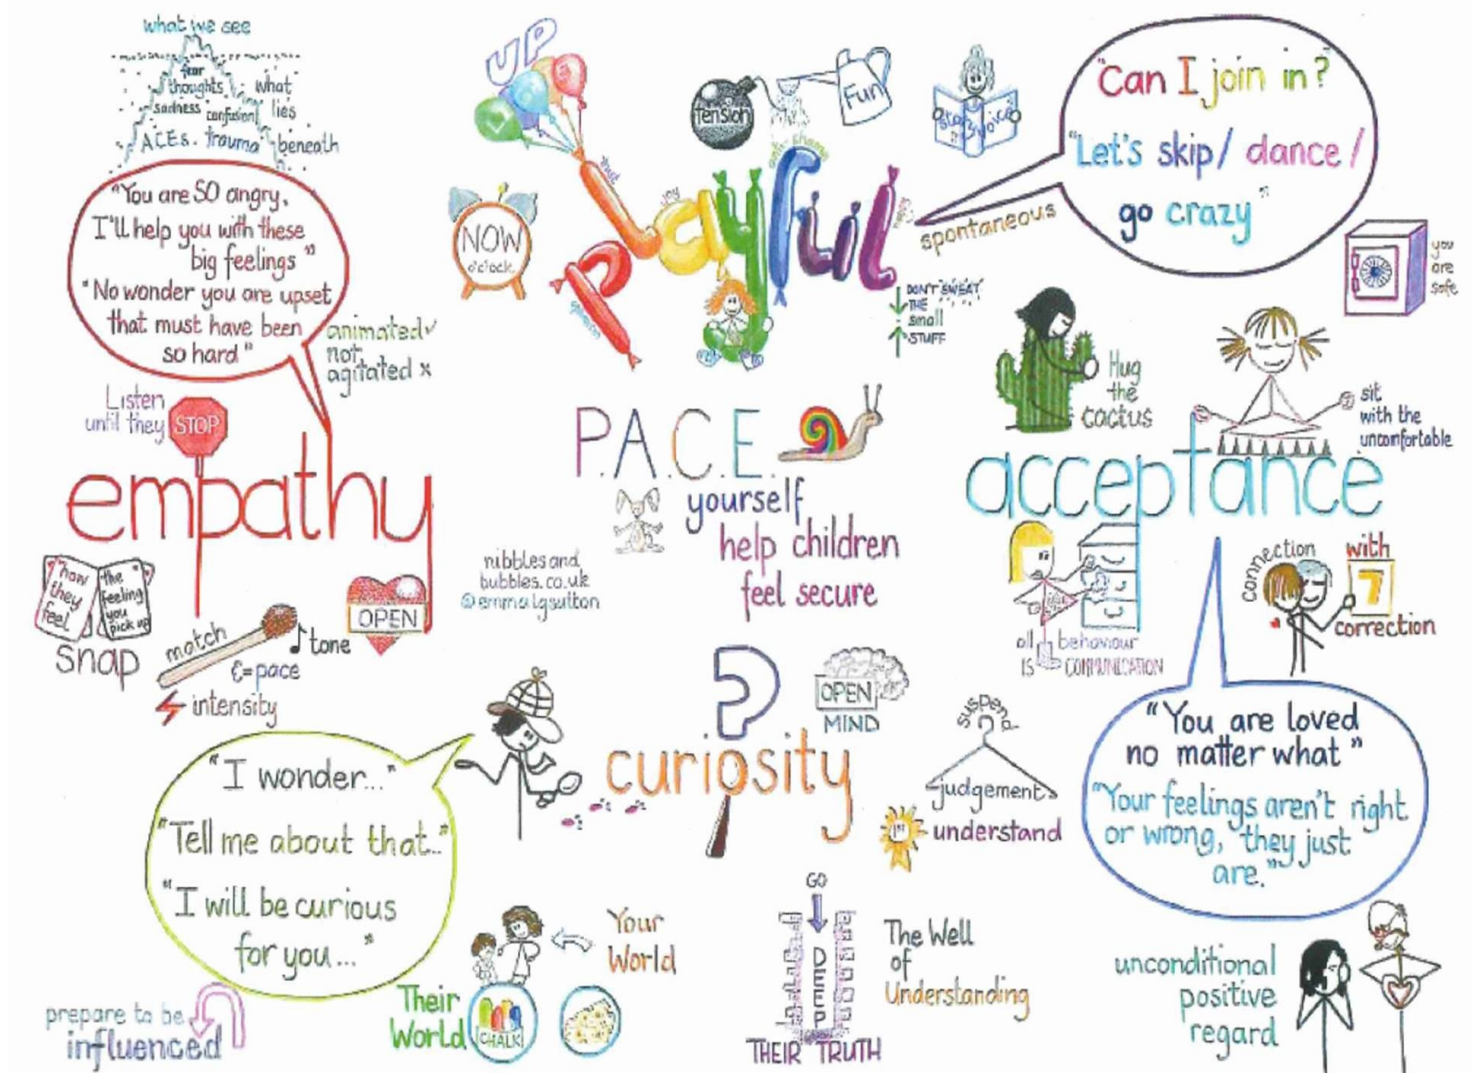 what we see
fear
thoughts
sadness confusion
ACEs. trauma
what
lies
beneath
"You are SO angry,
I'll help you with these
big feelings"
"No wonder you are upset
that must have been
so hard"
animated ✓
not
agitated x
Listen
until they
STOP
empathy
how
they
feel
the
feeling
you
pick up
snap
match
tone
ε=pace
intensity
OPEN
UP
tension
Fun
story voice
NOW
o'clock
Playful
joy
spontaneous
"Can I join in?
"Let's skip/ dance/
go crazy"
DON'T "SWEAT"
THE
small
STUFF
P.A.C.E.
yourself
help children
feel secure
nibbles and
bubbles.co.uk
@emmalgsutton
you
are
safe
Hug
the
cactus
sit
with the
uncomfortable
acceptance
all behaviour
IS COMMUNICATION
connection
with
7
correction
"You are loved
no matter what"
"Your feelings aren't right
or wrong, they just
are."
unconditional
positive
regard
?
OPEN
MIND
curiosity
suspend
judgement
1st
understand
"I wonder..."
"Tell me about that..."
"I will be curious
for you..."
prepare to be
influenced
Your
World
Their
World
CHALK
GO
DEEP
THEIR TRUTH
The Well
of
Understanding